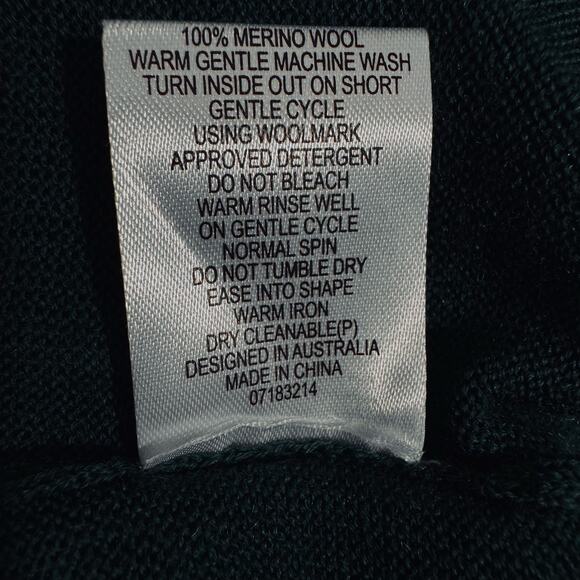 100% MERINO WOOL
WARM GENTLE MACHINE WASH
TURN INSIDE OUT ON SHORT
GENTLE CYCLE
USING WOOLMARK
APPROVED DETERGENT
DO NOT BLEACH
WARM RINSE WELL
ON GENTLE CYCLE
NORMAL SPIN
DO NOT TUMBLE DRY
EASE INTO SHAPE
WARM IRON
DRY CLEANABLE(P)
DESIGNED IN AUSTRALIA
MADE IN CHINA
07183214